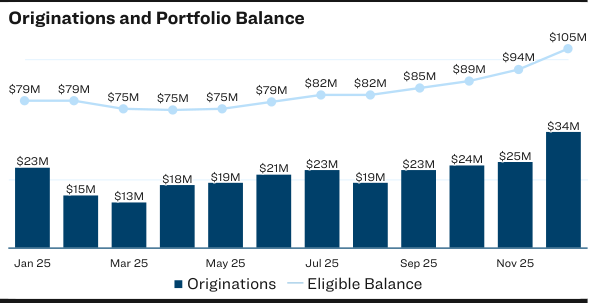 Originations and Portfolio Balance
$79M $79M $75M $75M $75M $79M $82M $82M $85M $89M $94M $105M
$23M $15M $13M $18M $19M $21M $23M $19M $23M $24M $25M $34M
Jan 25 Mar 25 May 25 Jul 25 Sep 25 Nov 25
Originations Eligible Balance